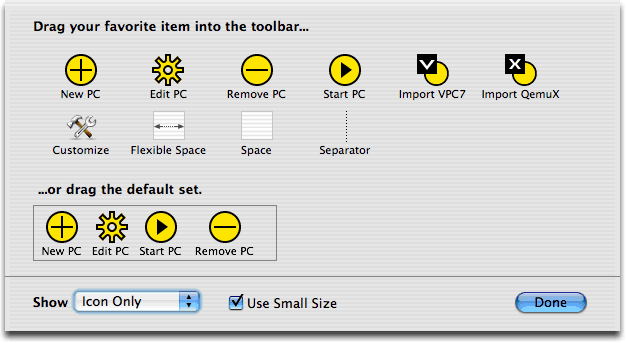 Drag your favorite item into the toolbar...
New PC Edit PC Remove PC Start PC Import VPC7 Import QemuX
Customize Flexible Space Space Separator
...or drag the default set.
New PC Edit PC Start PC Remove PC
Show Icon Only Use Small Size Done